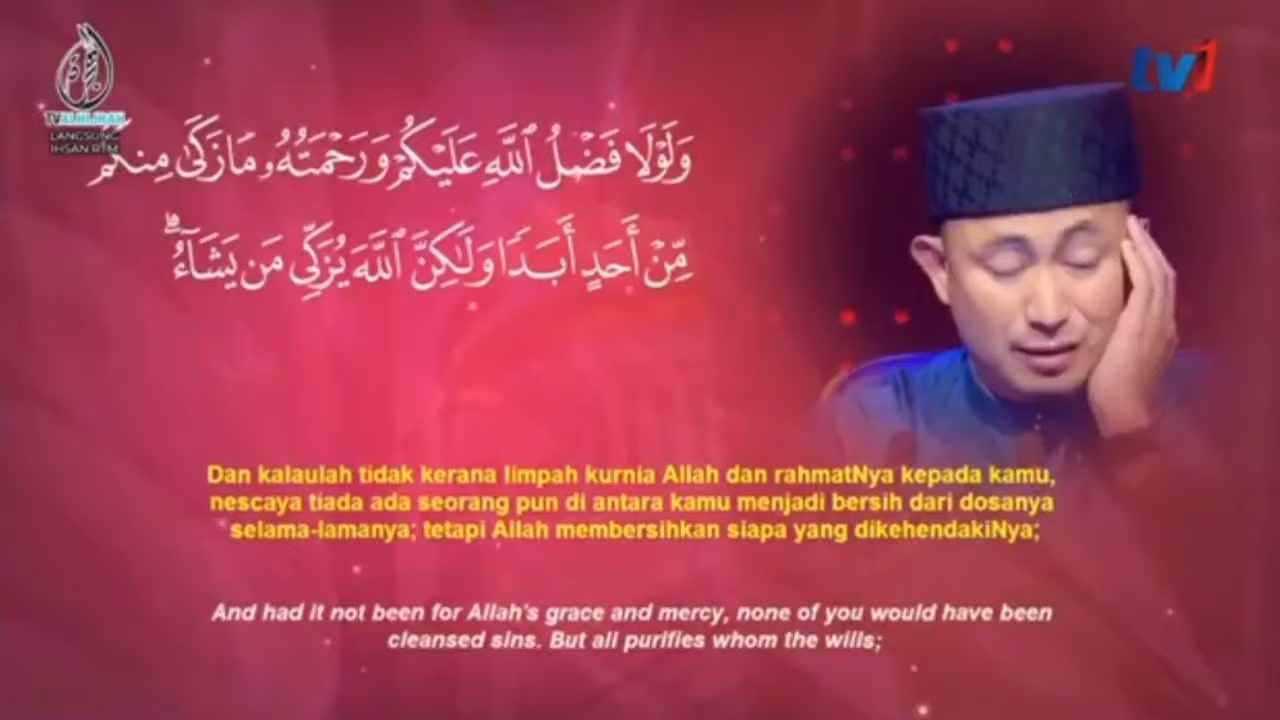 TV ALHIJRAH
LANGSUNG
IHSAN RTM
tv1
وَلَوْلَا فَضْلُ ٱللَّهِ عَلَيْكُمْ وَرَحْمَتُهُۥ مَا زَكَىٰ مِنكُم
مِّنْ أَحَدٍ أَبَدًا وَلَـٰكِنَّ ٱللَّهَ يُزَكِّى مَن يَشَآءُ ۗ
Dan kalaulah tidak kerana limpah kurnia Allah dan rahmatNya kepada kamu,
nescaya tiada ada seorang pun di antara kamu menjadi bersih dari dosanya
selama-lamanya; tetapi Allah membersihkan siapa yang dikehendakiNya;
And had it not been for Allah's grace and mercy, none of you would have been
cleansed sins. But all purifies whom the wills;